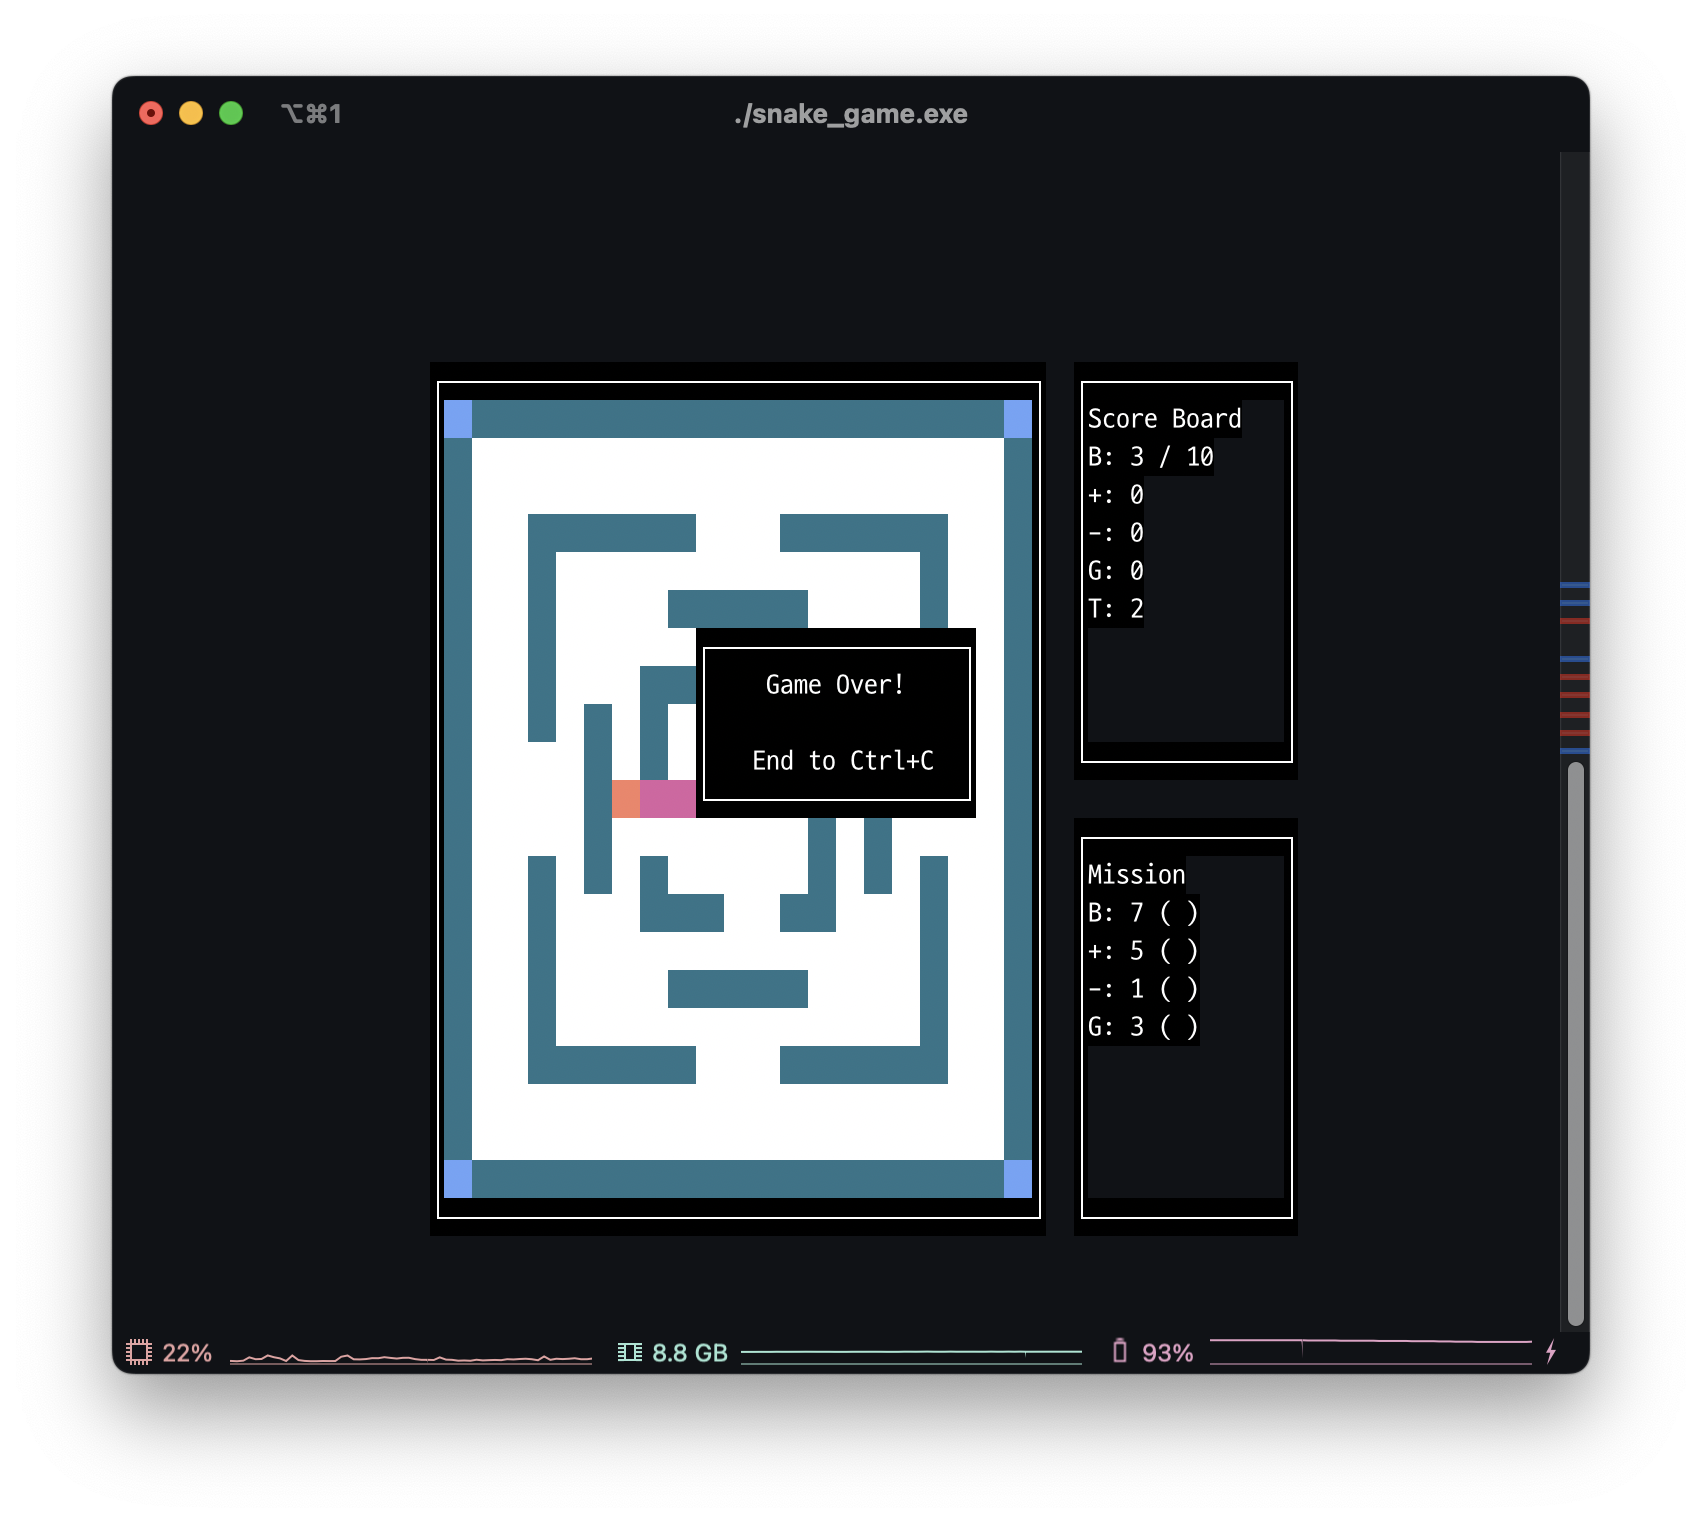 ⌥⌘1
./snake_game.exe
Score Board
B: 3 / 10
+: 0
-: 0
G: 0
T: 2
Game Over!
End to Ctrl+C
Mission
B: 7 ( )
+: 5 ( )
-: 1 ( )
G: 3 ( )
22%
8.8 GB
93%